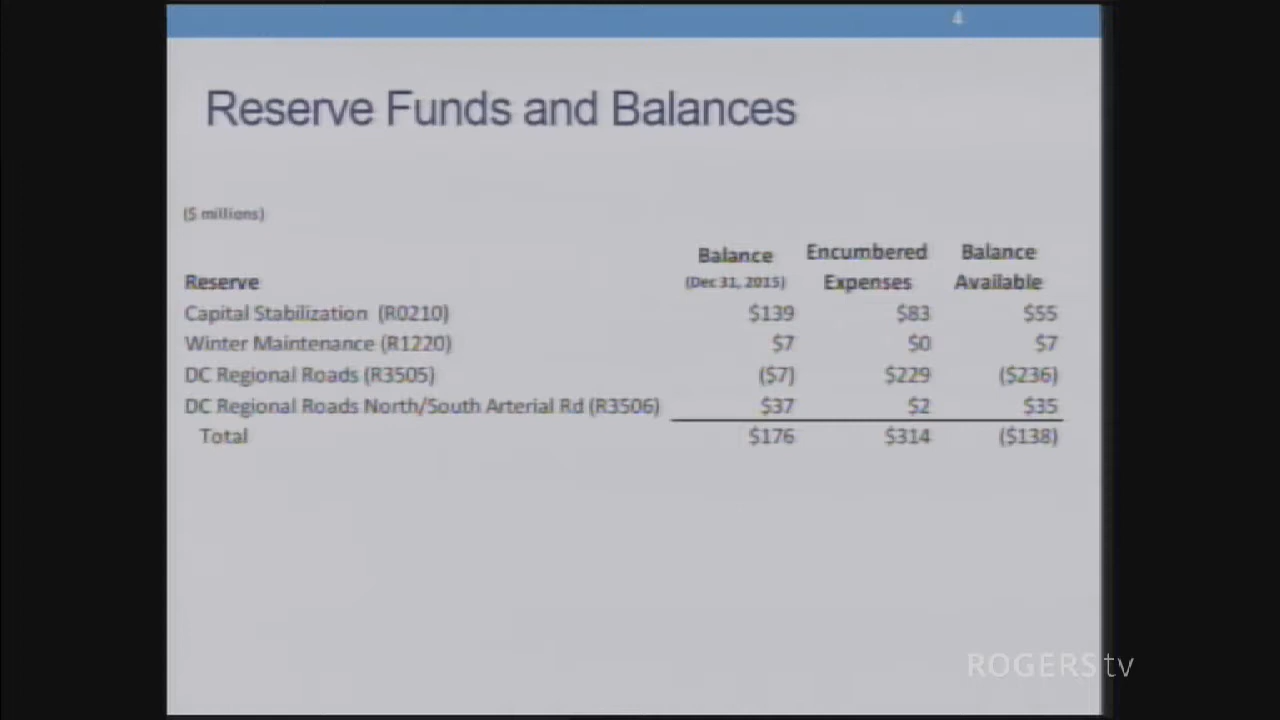 4
Reserve Funds and Balances
($ millions)
Reserve Balance (Dec 31, 2015) Encumbered Expenses Balance Available
Capital Stabilization (R0210) $139 $83 $55
Winter Maintenance (R1220) $7 $0 $7
DC Regional Roads (R3505) ($7) $229 ($236)
DC Regional Roads North/South Arterial Rd (R3506) $37 $2 $35
Total $176 $314 ($138)
ROGERS tv